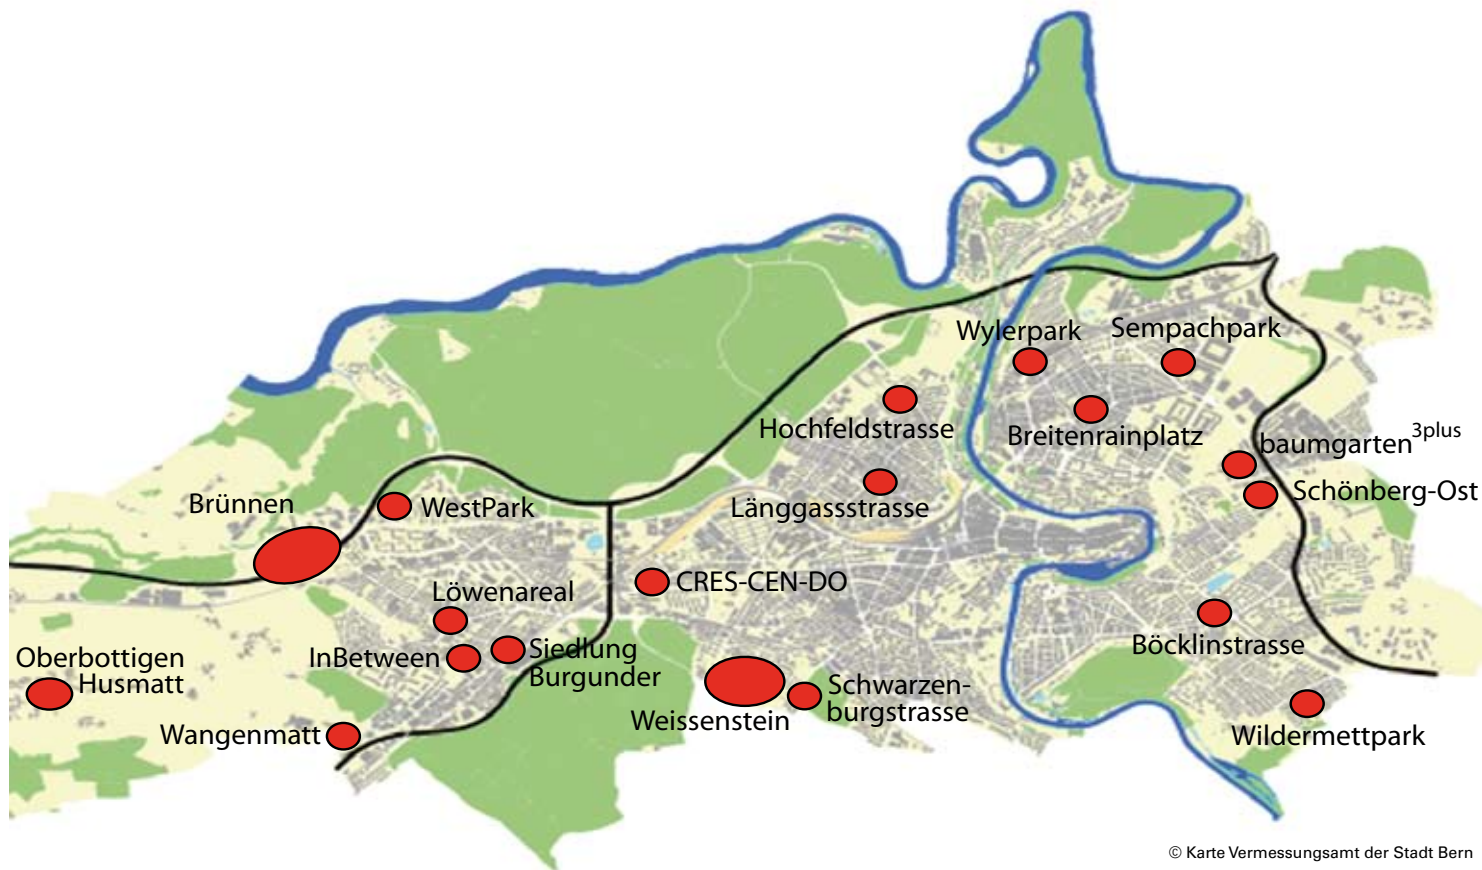 Wylerpark
Sempachpark
Hochfeldstrasse
Breitenrainplatz
baumgarten3plus
Brünnen
WestPark
Länggassstrasse
Schönberg-Ost
Löwenareal
CRES-CEN-DO
Oberbottigen
Husmatt
InBetween
Siedlung
Burgunder
Böcklinstrasse
Weissenstein
Schwarzen-
burgstrasse
Wangenmatt
Wildermettpark
© Karte Vermessungsamt der Stadt Bern